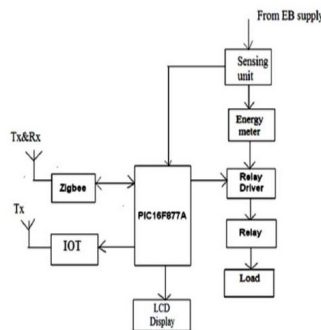 From EB supply
Sensing
unit
Energy
meter
Tx&Rx
Zigbee
PIC16F877A
Relay
Driver
Tx
IOT
Relay
Load
LCD
Display